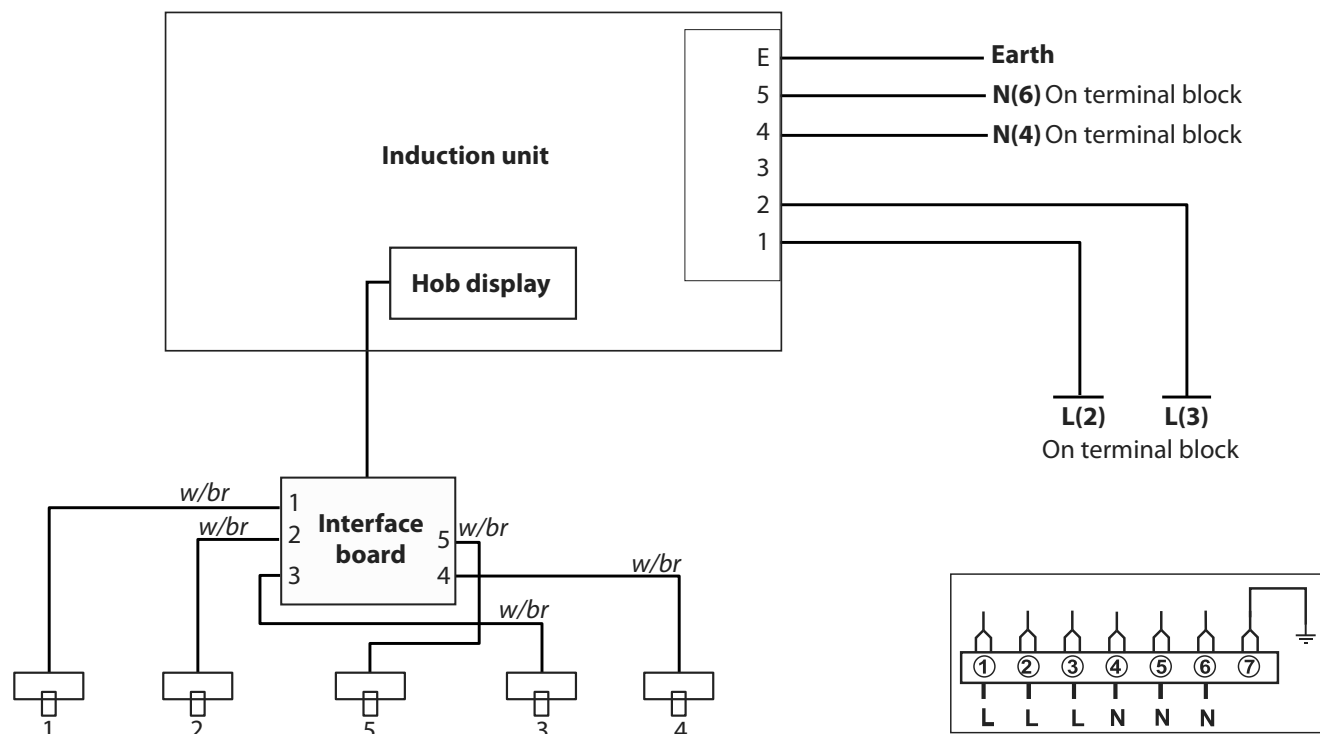 E
Earth
5
N(6) On terminal block
4
N(4) On terminal block
Induction unit
3
2
1
Hob display
L(2)
L(3)
On terminal block
w/br
1
w/br
2
Interface
board
5
w/br
3
4
w/br
w/br
1
2
5
3
4
① ② ③ ④ ⑤ ⑥ ⑦
L L L N N N